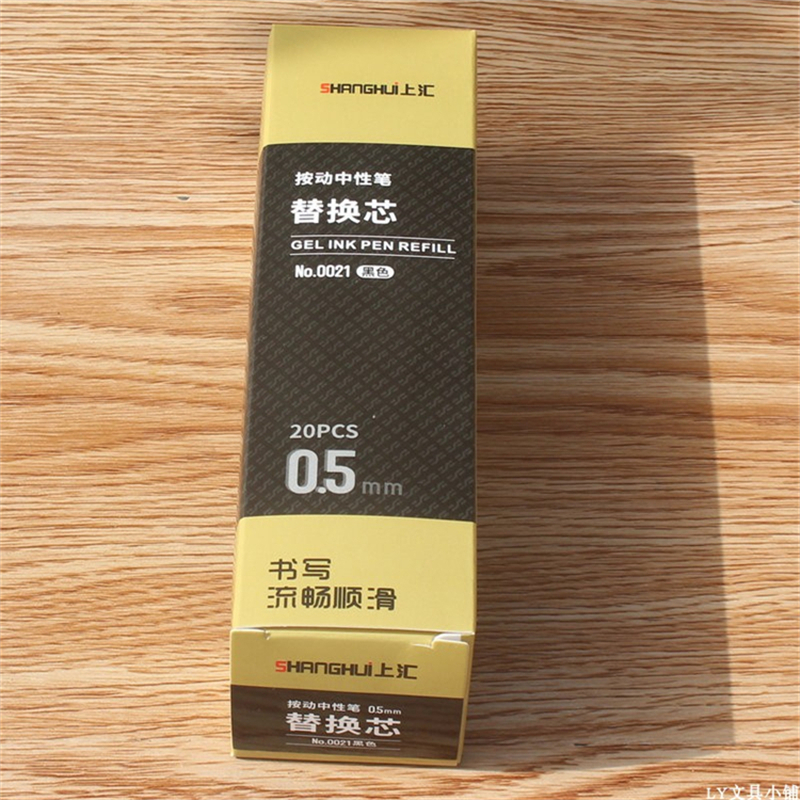 SHANGHUI上汇
按动中性笔
替换芯
GEL INK PEN REFILL
No.0021 黑色
20PCS
0.5mm
书写
流畅顺滑
SHANGHUI上汇
按动中性笔 0.5mm
替换芯
No.0021黑色
LY文具小铺